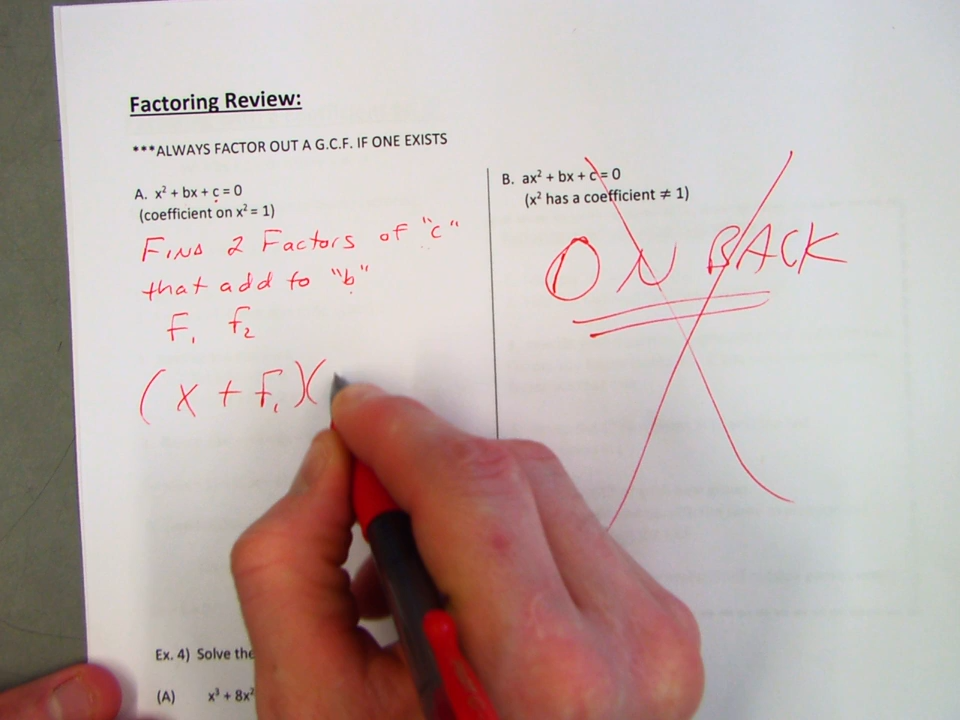 Factoring Review:
***ALWAYS FACTOR OUT A G.C.F. IF ONE EXISTS
A. x² + bx + c = 0
(coefficient on x² = 1)
FIND 2 Factors of "c"
that add to "b"
F₁ f₂
(x + F₁)(
B. ax² + bx + c = 0
(x² has a coefficient ≠ 1)
ON BACK
Ex. 4) Solve the
(A) x³ + 8x²